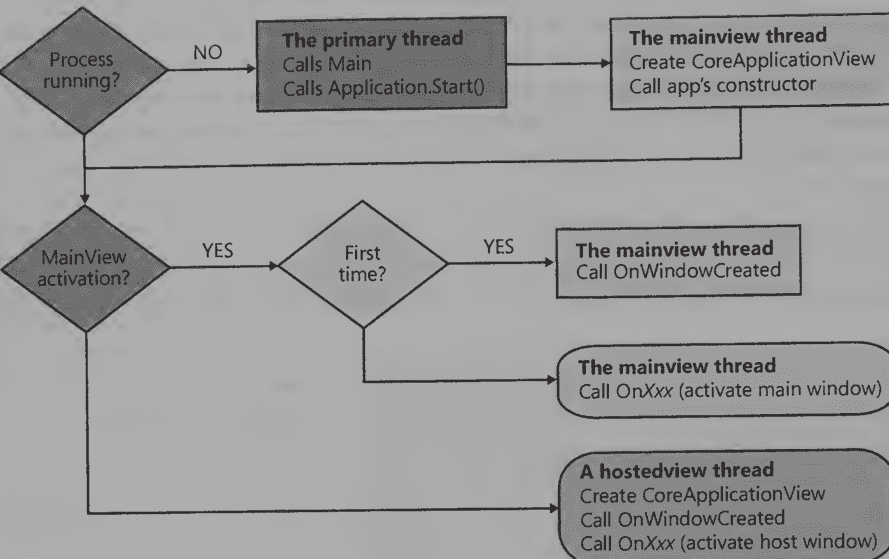 Process
running?
NO
The primary thread
Calls Main
Calls Application.Start()
The mainview thread
Create CoreApplicationView
Call app's constructor
MainView
activation?
YES
First
time?
YES
The mainview thread
Call OnWindowCreated
The mainview thread
Call OnXxx (activate main window)
A hostedview thread
Create CoreApplicationView
Call OnWindowCreated
Call OnXxx (activate host window)